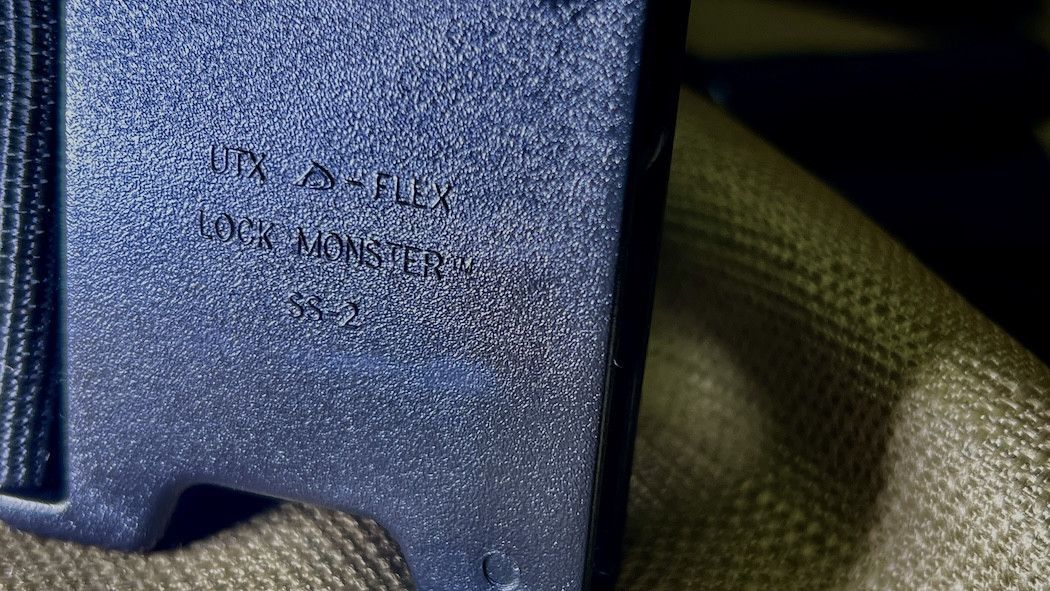 UTX -FLEX
LOCK MONSTER™
SS-2